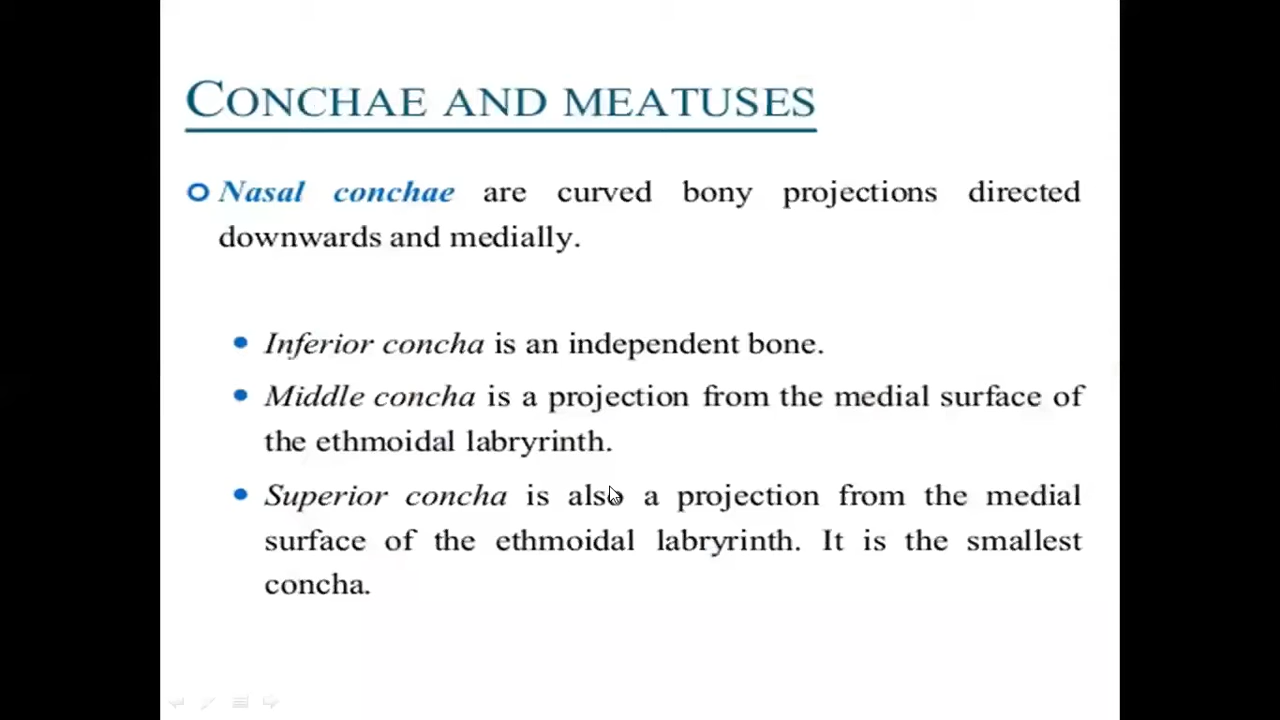 CONCHAE AND MEATUSES
Nasal conchae are curved bony projections directed
downwards and medially.
Inferior concha is an independent bone.
Middle concha is a projection from the medial surface of
the ethmoidal labryrinth.
Superior concha is also a projection from the medial
surface of the ethmoidal labryrinth. It is the smallest
concha.